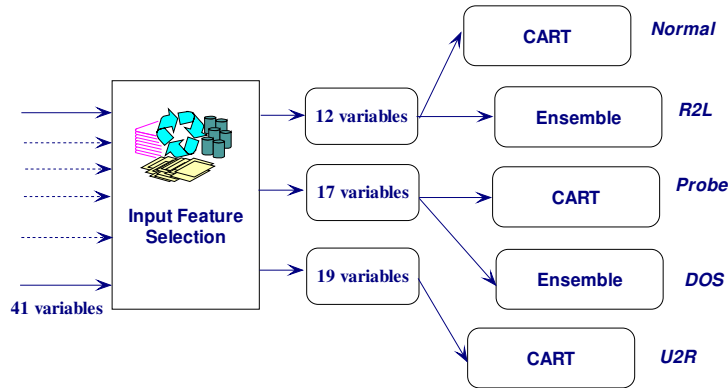 CART
Normal
12 variables
Ensemble
R2L
Input Feature
Selection
17 variables
CART
Probe
19 variables
Ensemble
DOS
41 variables
CART
U2R